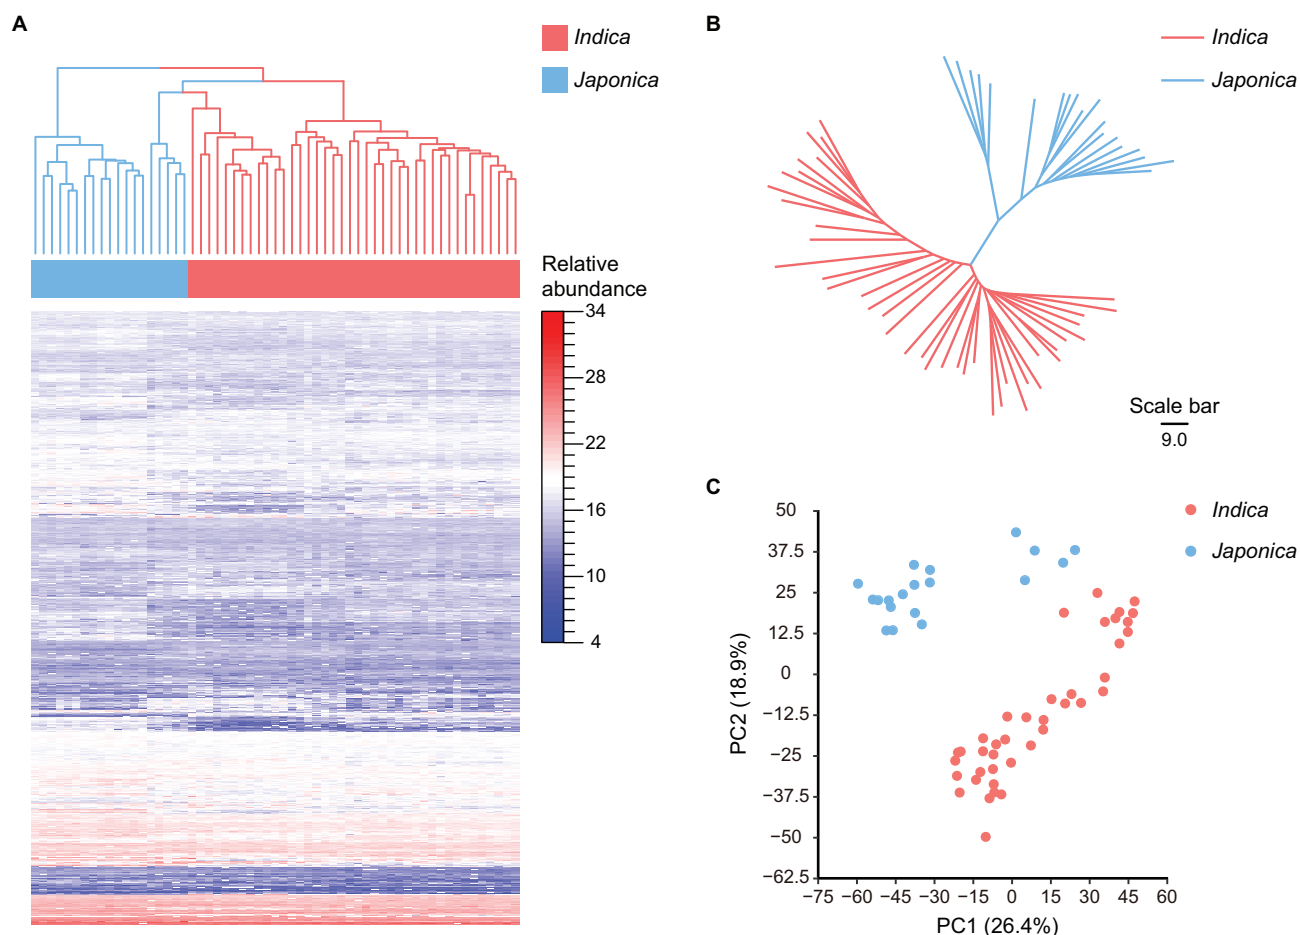 A
Indica
Japonica
Relative
abundance
34
28
22
16
10
4
B
Indica
Japonica
Scale bar
9.0
C
Indica
Japonica
PC2 (18.9%)
50
37.5
25
12.5
0
−12.5
−25
−37.5
−50
−62.5
−75 −60 −45 −30 −15 0 15 30 45 60
PC1 (26.4%)